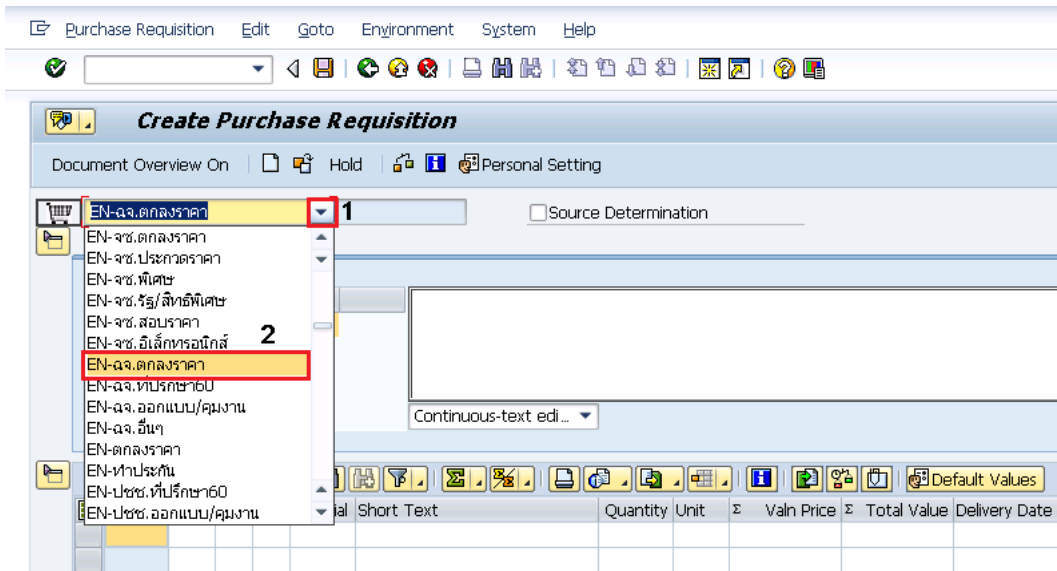 Purchase Requisition Edit Goto Environment System Help
Create Purchase Requisition
Document Overview On Hold Personal Setting
EN-ฉจ.ตกลงราคา 1 Source Determination
EN-จซ.ตกลงราคา
EN-จซ.ประกวดราคา
EN-จซ.พิเศษ
EN-จซ.รัฐ/สิทธิพิเศษ
EN-จซ.สอบราคา
EN-จซ.อิเล็กทรอนิกส์ 2
EN-ฉจ.ตกลงราคา
EN-ฉจ.ที่ปรึกษา60
EN-ฉจ.ออกแบบ/คุมงาน
Continuous-text edi...
EN-ฉจ.อื่นๆ
EN-ตกลงราคา
EN-ทำประกัน
Default Values
EN-ปชช.ที่ปรึกษา60
EN-ปชช.ออกแบบ/คุมงาน
ial Short Text Quantity Unit Σ Valn Price Σ Total Value Delivery Date